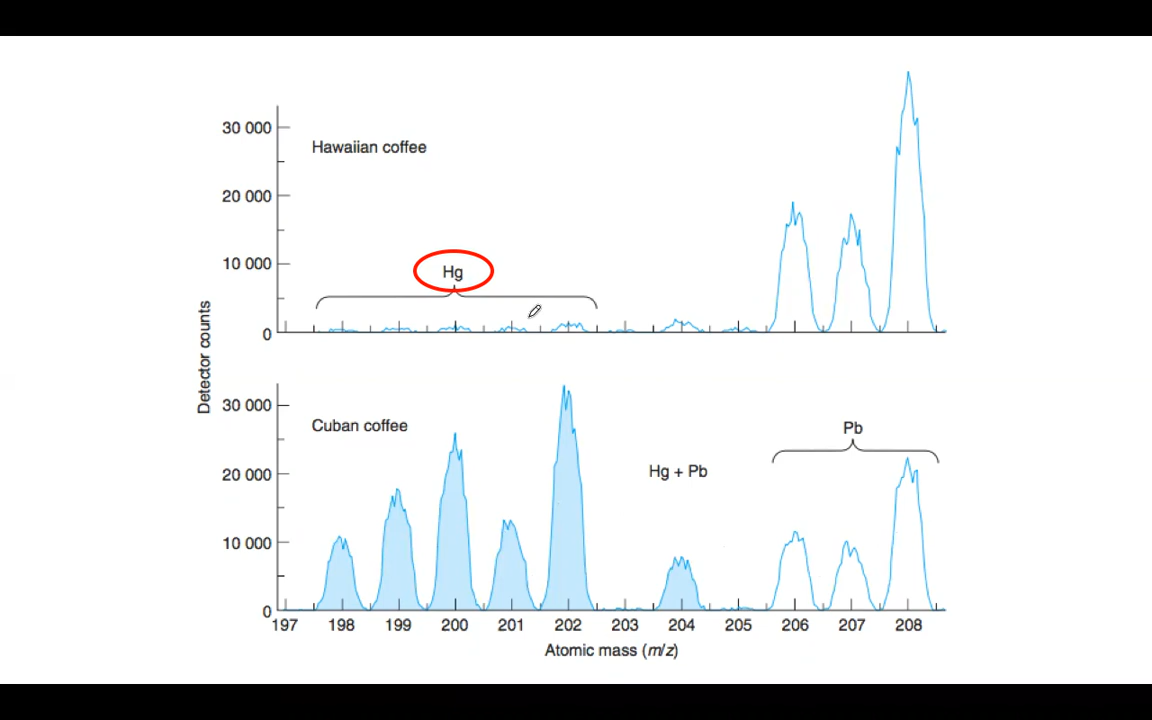 30 000
Hawaiian coffee
20 000
10 000
Hg
0
Detector counts
30 000
Cuban coffee
Pb
20 000
Hg + Pb
10 000
0
197 198 199 200 201 202 203 204 205 206 207 208
Atomic mass (m/z)